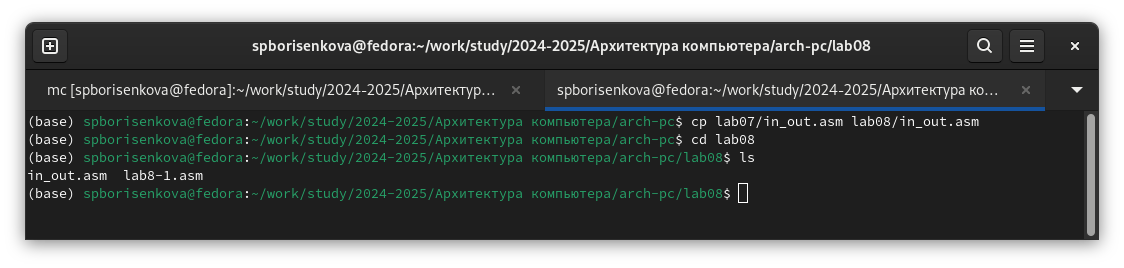 spborisenkova@fedora:~/work/study/2024-2025/Архитектура компьютера/arch-pc/lab08
mc [spborisenkova@fedora]:~/work/study/2024-2025/Архитектур...
spborisenkova@fedora:~/work/study/2024-2025/Архитектура ко...
(base) spborisenkova@fedora:~/work/study/2024-2025/Архитектура компьютера/arch-pc$ cp lab07/in_out.asm lab08/in_out.asm
(base) spborisenkova@fedora:~/work/study/2024-2025/Архитектура компьютера/arch-pc$ cd lab08
(base) spborisenkova@fedora:~/work/study/2024-2025/Архитектура компьютера/arch-pc/lab08$ ls
in_out.asm  lab8-1.asm
(base) spborisenkova@fedora:~/work/study/2024-2025/Архитектура компьютера/arch-pc/lab08$